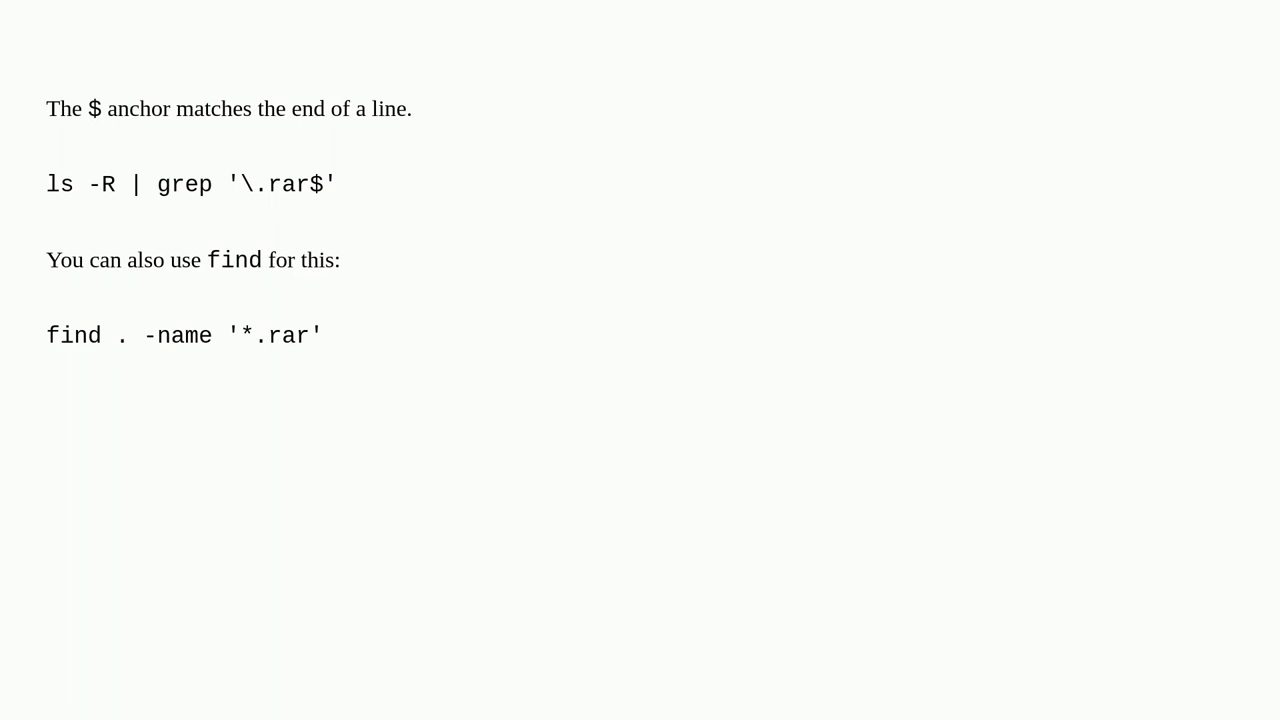 The $ anchor matches the end of a line.
ls -R | grep '\.rar$'
You can also use find for this:
find . -name '*.rar'